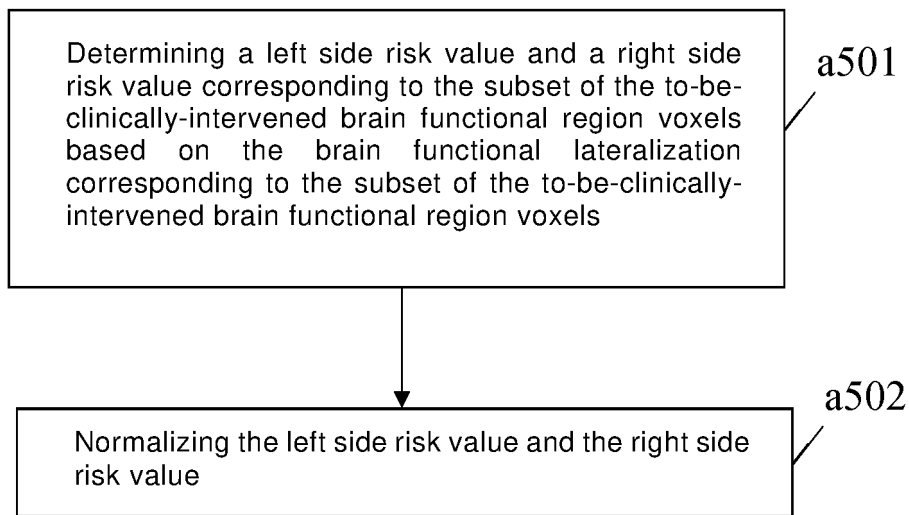 Determining a left side risk value and a right side
risk value corresponding to the subset of the to-be-
clinically-intervened brain functional region voxels
based on the brain functional lateralization
corresponding to the subset of the to-be-clinically-
intervened brain functional region voxels
a501
a502
Normalizing the left side risk value and the right side
risk value